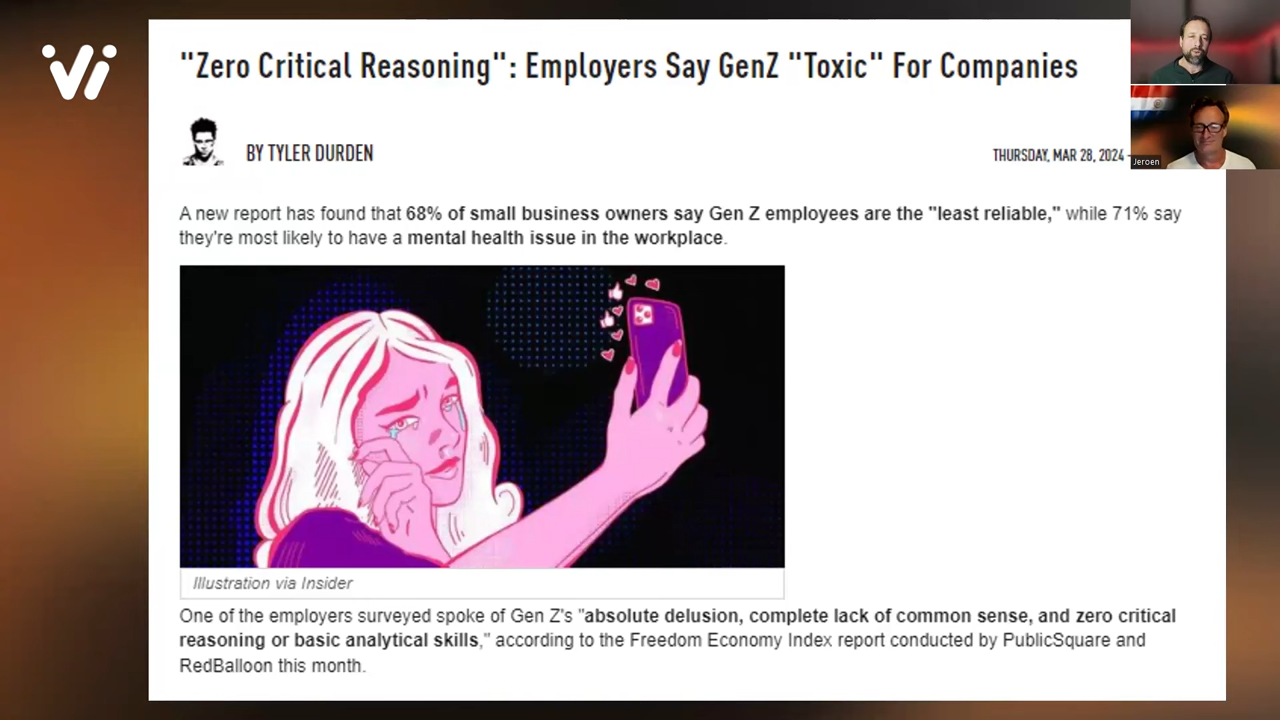 "Zero Critical Reasoning": Employers Say GenZ "Toxic" For Companies
BY TYLER DURDEN
THURSDAY, MAR 28, 2024 -
Jeroen
A new report has found that 68% of small business owners say Gen Z employees are the "least reliable," while 71% say
they're most likely to have a mental health issue in the workplace.
Illustration via Insider
One of the employers surveyed spoke of Gen Z's "absolute delusion, complete lack of common sense, and zero critical
reasoning or basic analytical skills," according to the Freedom Economy Index report conducted by PublicSquare and
RedBalloon this month.